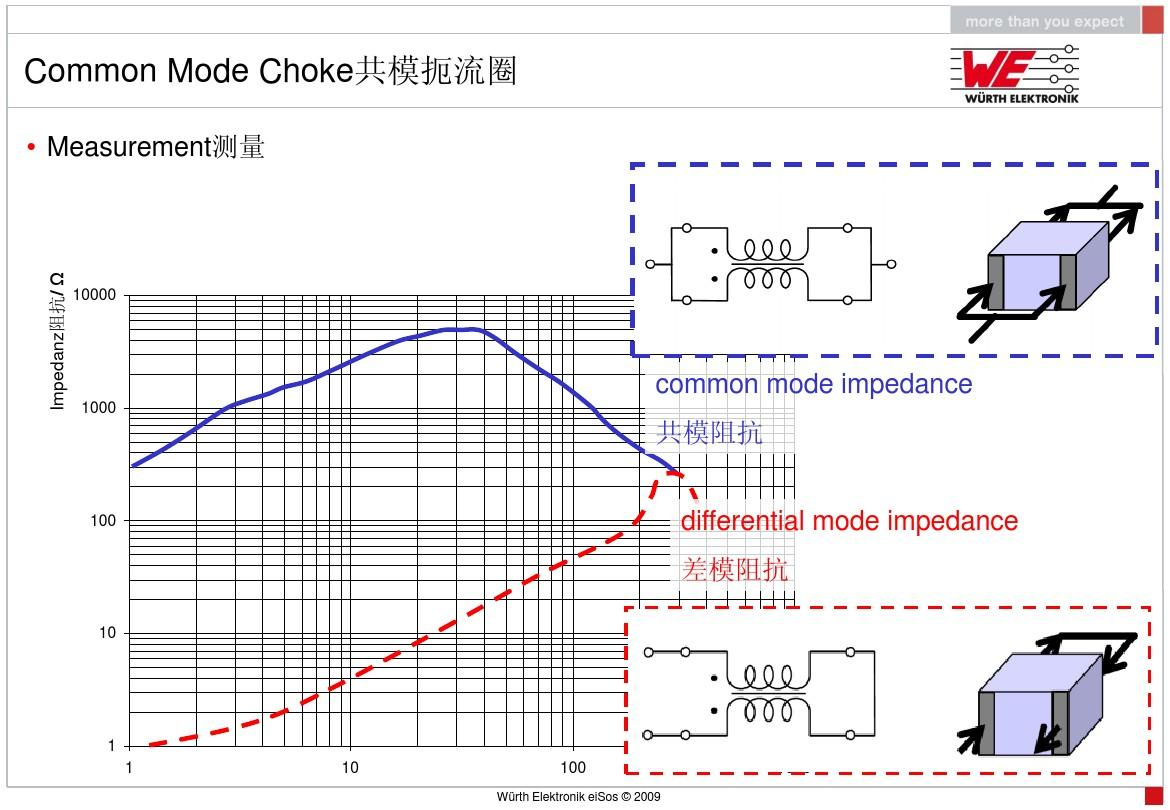 more than you expect
Common Mode Choke共模扼流圈
WE
WÜRTH ELEKTRONIK
• Measurement测量
Impedanz阻抗/ Ω
10000
1000
100
10
1
1
10
100
common mode impedance
共模阻抗
differential mode impedance
差模阻抗
Würth Elektronik eiSos © 2009